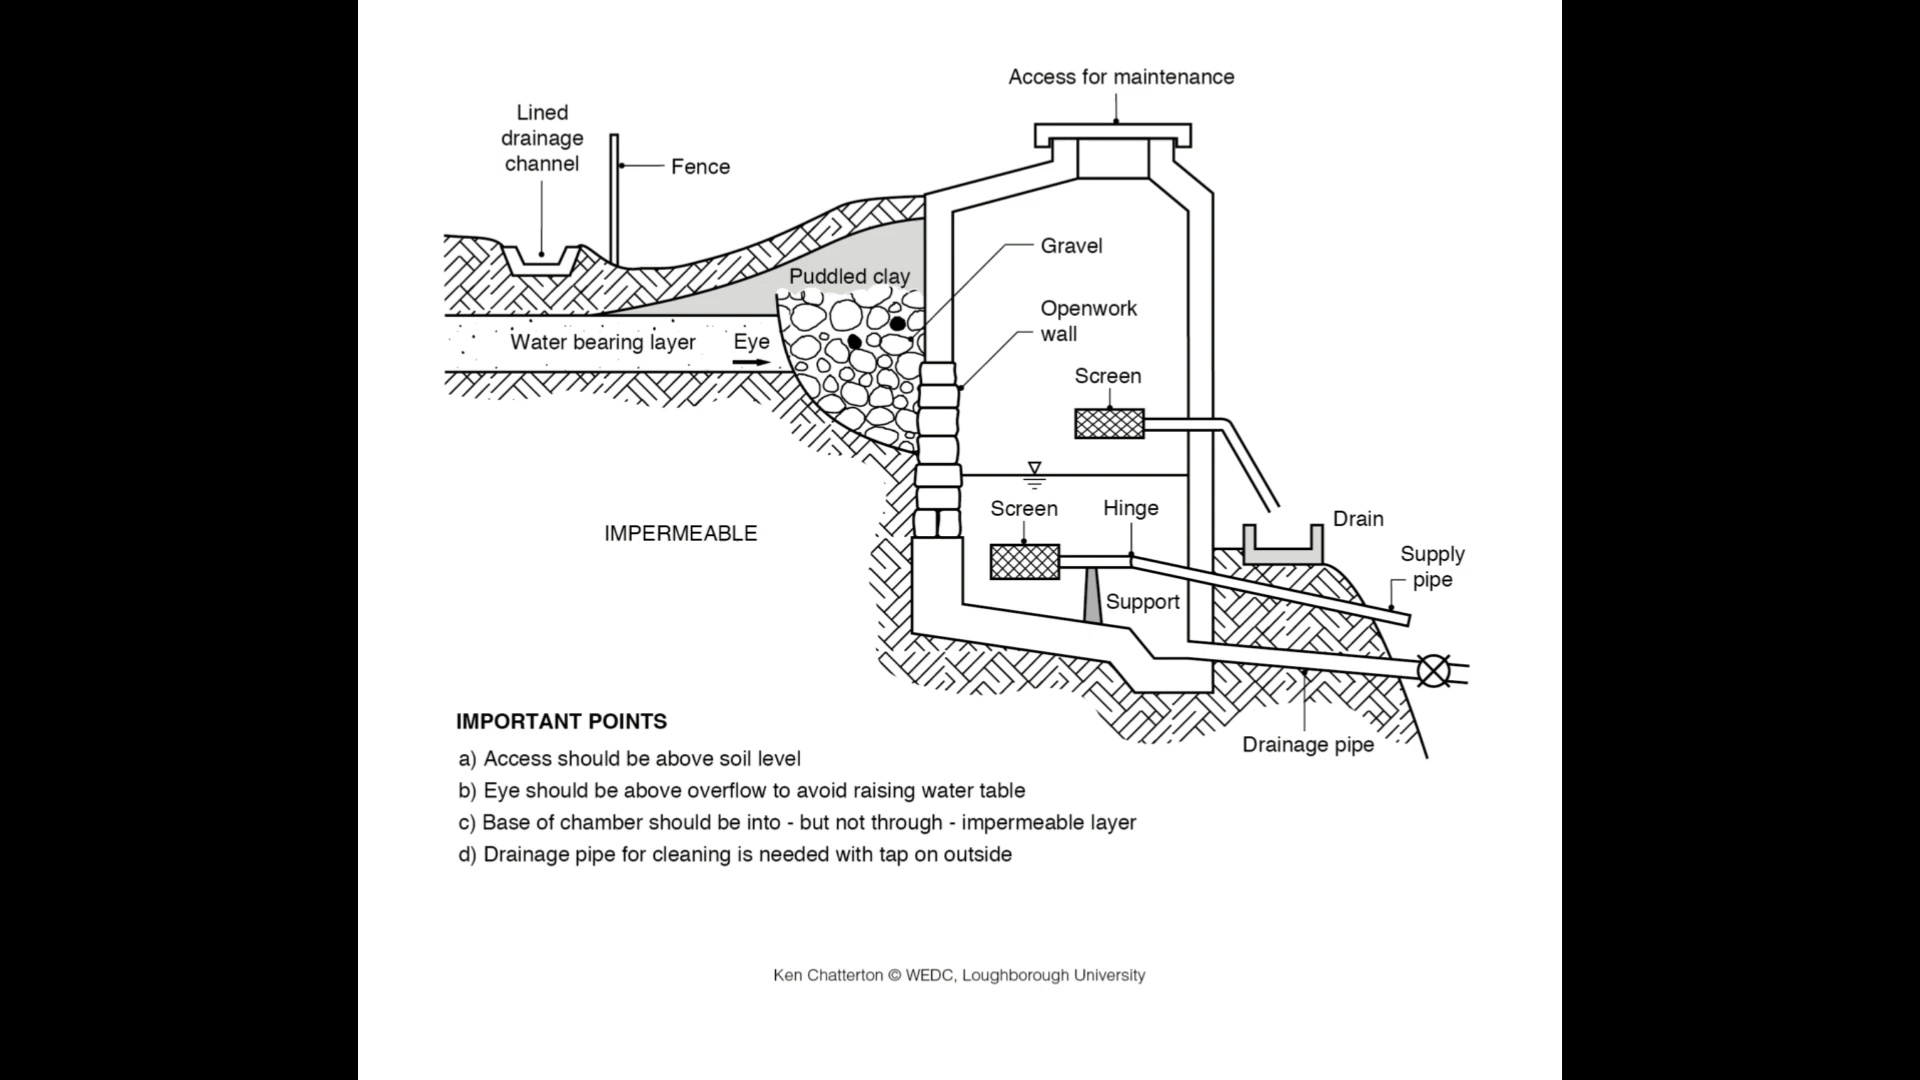 Access for maintenance
Lined
drainage
channel
Fence
Gravel
Puddled clay
Openwork
wall
Water bearing layer
Eye
Screen
Screen
Hinge
Drain
IMPERMEABLE
Supply
pipe
Support
IMPORTANT POINTS
Drainage pipe
a) Access should be above soil level
b) Eye should be above overflow to avoid raising water table
c) Base of chamber should be into - but not through - impermeable layer
d) Drainage pipe for cleaning is needed with tap on outside
Ken Chatterton © WEDC, Loughborough University